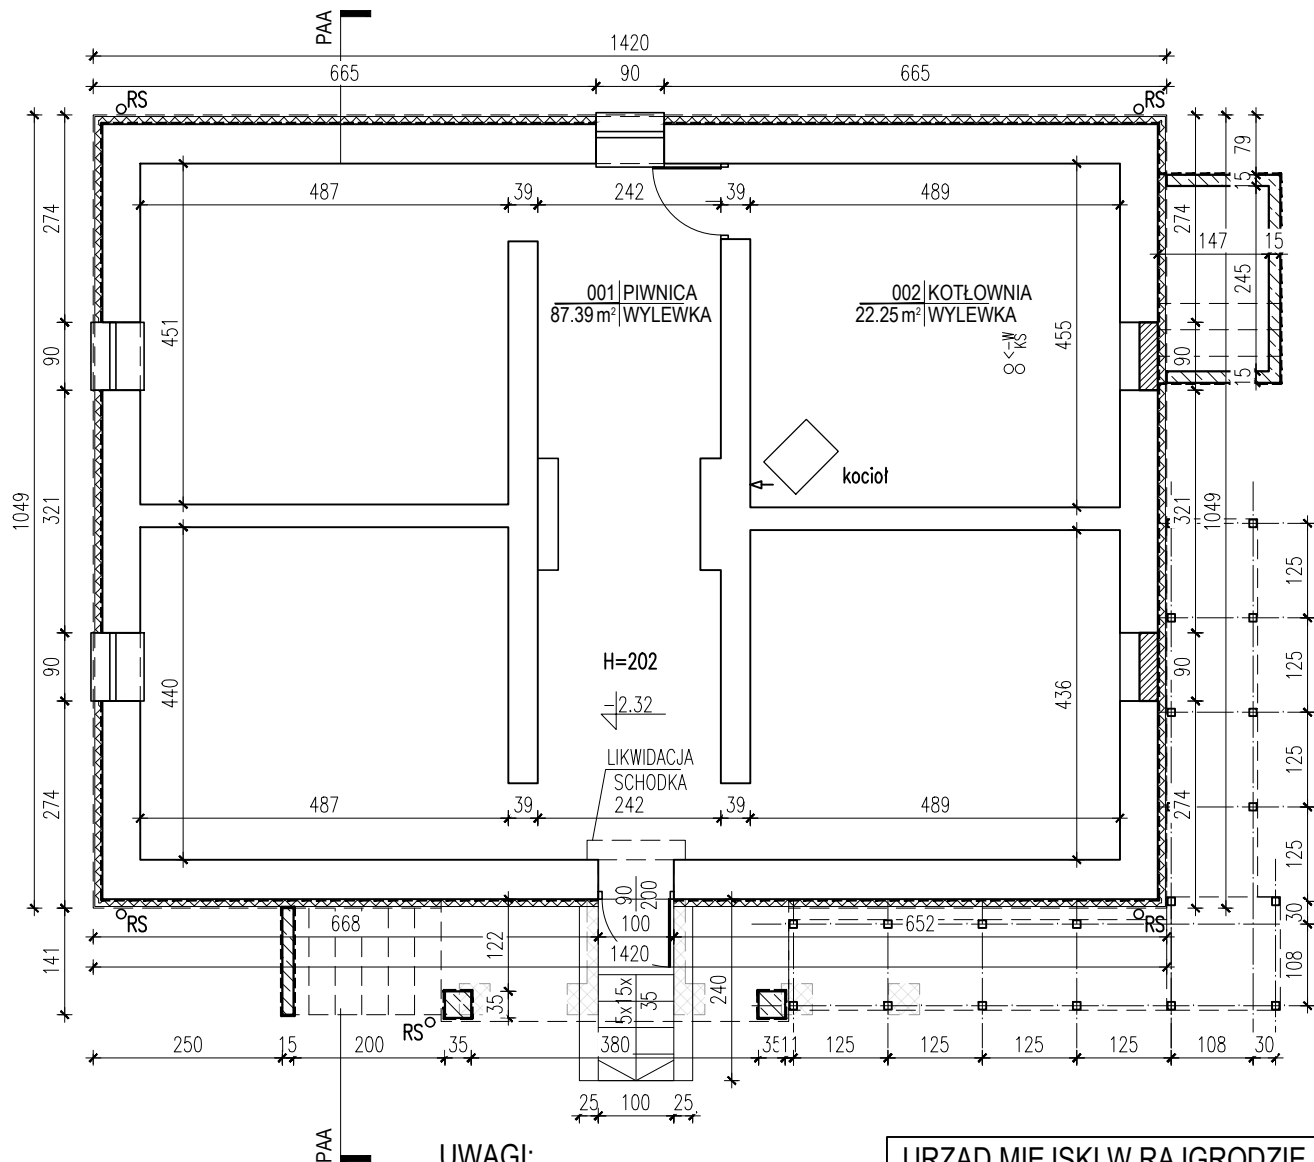 PAA
1420
665 90 665
RS RS
79
15
487 39 242 39 489
274
274
147 15
245
001 PIWNICA
87.39 m² WYLEWKA
002 KOTŁOWNIA
22.25 m² WYLEWKA
<-W
KS
451
455
90
90
15
kocioł
1049
321
321
1049
125
125
H=202
-2.32
90
90
440
436
LIKWIDACJA
SCHODKA
274
274
125
125
487 39 242 39 489
90
200
RS RS
668 100 652
30
141
122
1420
108
240
35
5x15x
35
RS
250 15 200 35 380 35 11 125 125 125 125 108 30
25 100 25
PAA
UWAGI:
URZĄD MIEJSKI W RAJGRODZIE